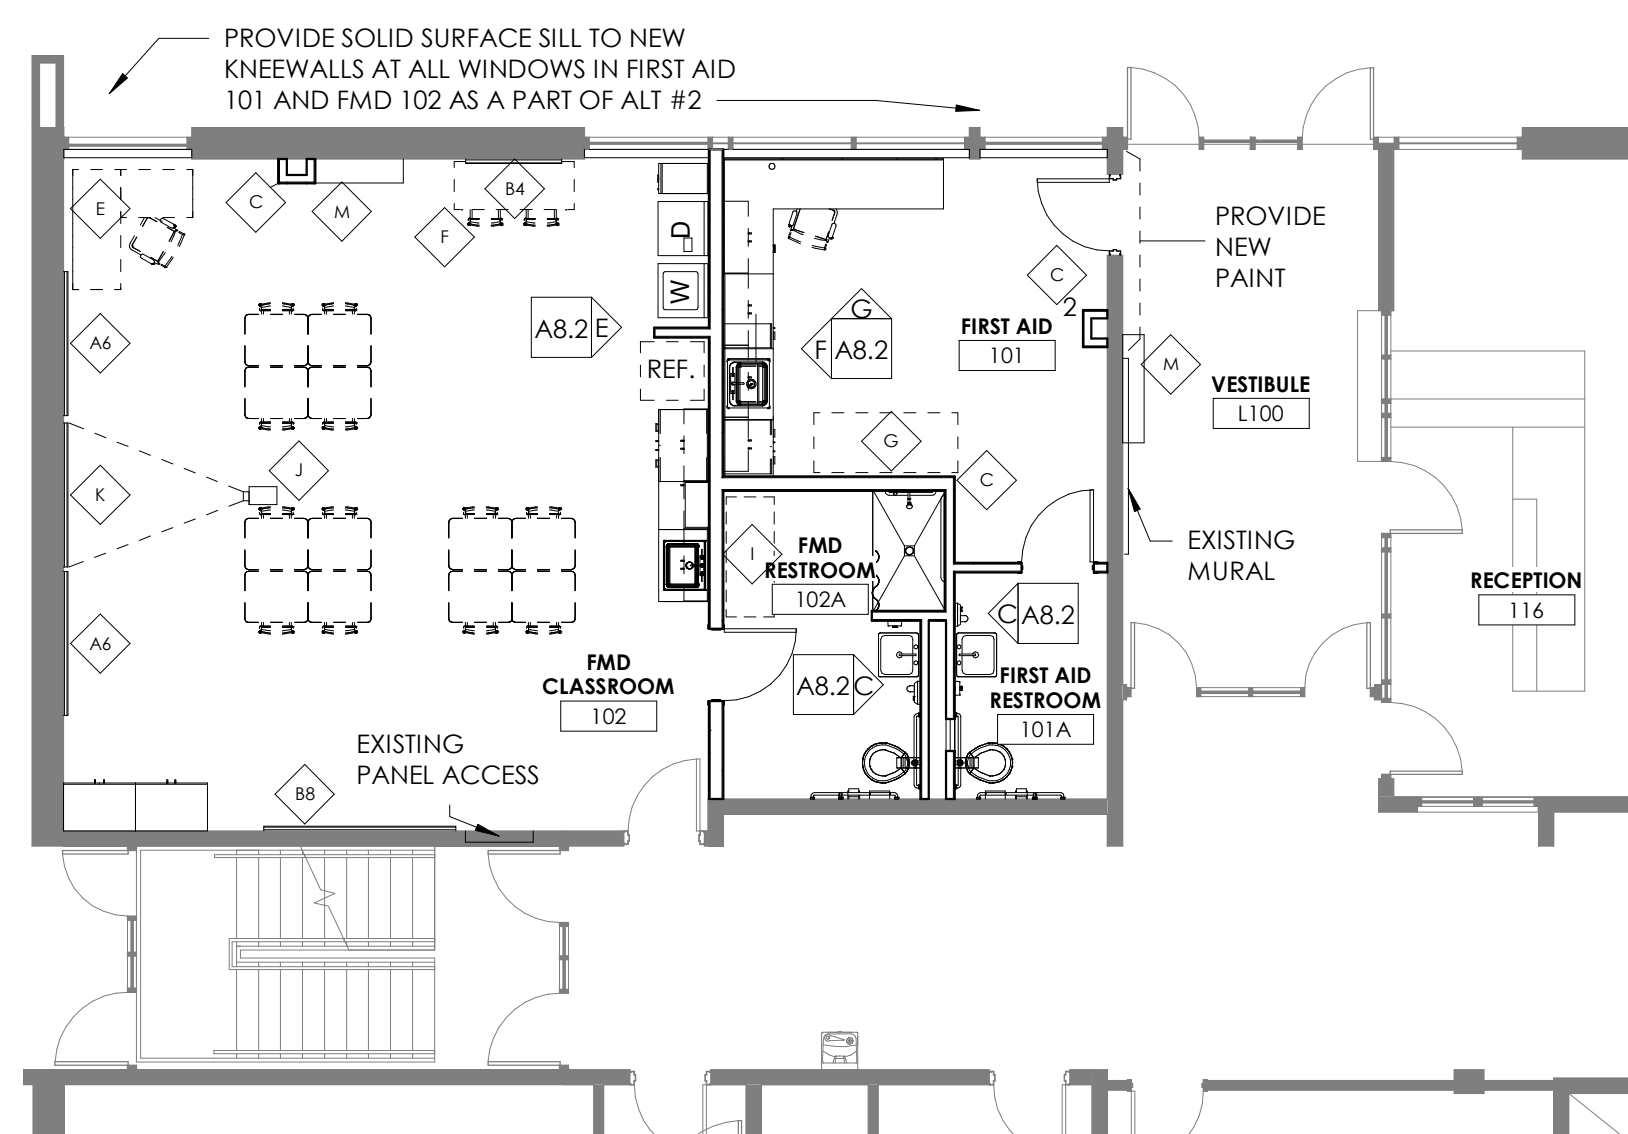 PROVIDE SOLID SURFACE SILL TO NEW
KNEEWALLS AT ALL WINDOWS IN FIRST AID
101 AND FMD 102 AS A PART OF ALT #2
E
C
M
B4
F
D
W
A8.2 E
REF.
A6
K
J
A6
FMD
CLASSROOM
102
EXISTING
PANEL ACCESS
B8
G
F A8.2
C
2
FIRST AID
101
G
C
I
FMD
RESTROOM
102A
A8.2 C
C A8.2
FIRST AID
RESTROOM
101A
PROVIDE
NEW
PAINT
M
VESTIBULE
L100
EXISTING
MURAL
RECEPTION
116